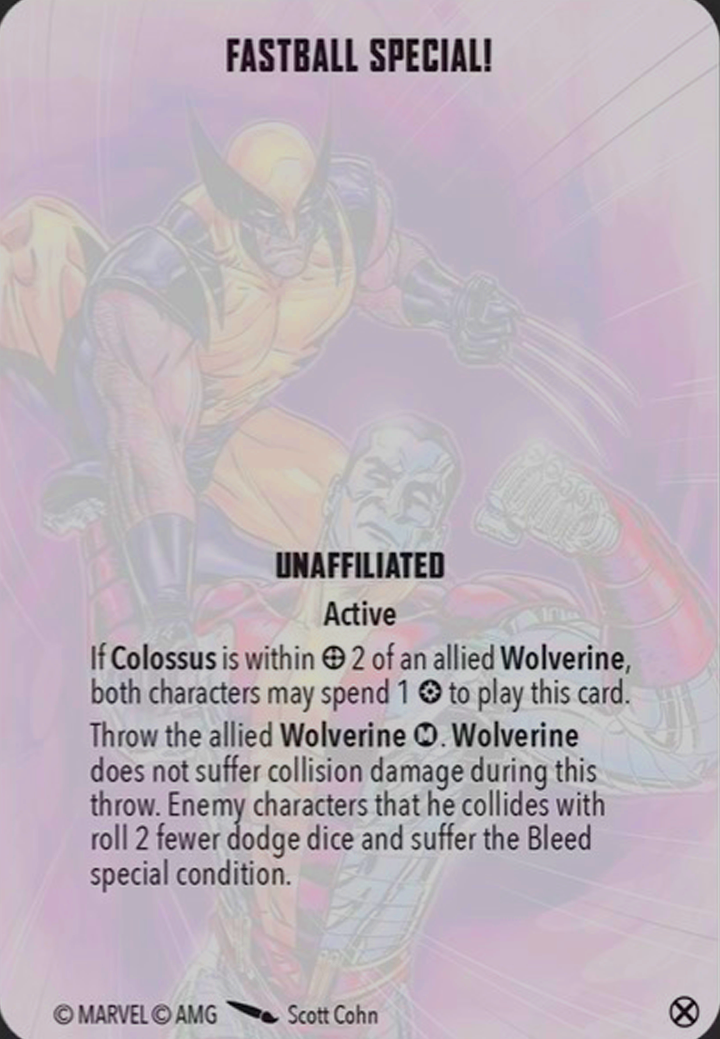 FASTBALL SPECIAL!
UNAFFILIATED
Active
If Colossus is within ⊕ 2 of an allied Wolverine,
both characters may spend 1 ❂ to play this card.
Throw the allied Wolverine Ⓜ. Wolverine
does not suffer collision damage during this
throw. Enemy characters that he collides with
roll 2 fewer dodge dice and suffer the Bleed
special condition.
© MARVEL © AMG Scott Cohn